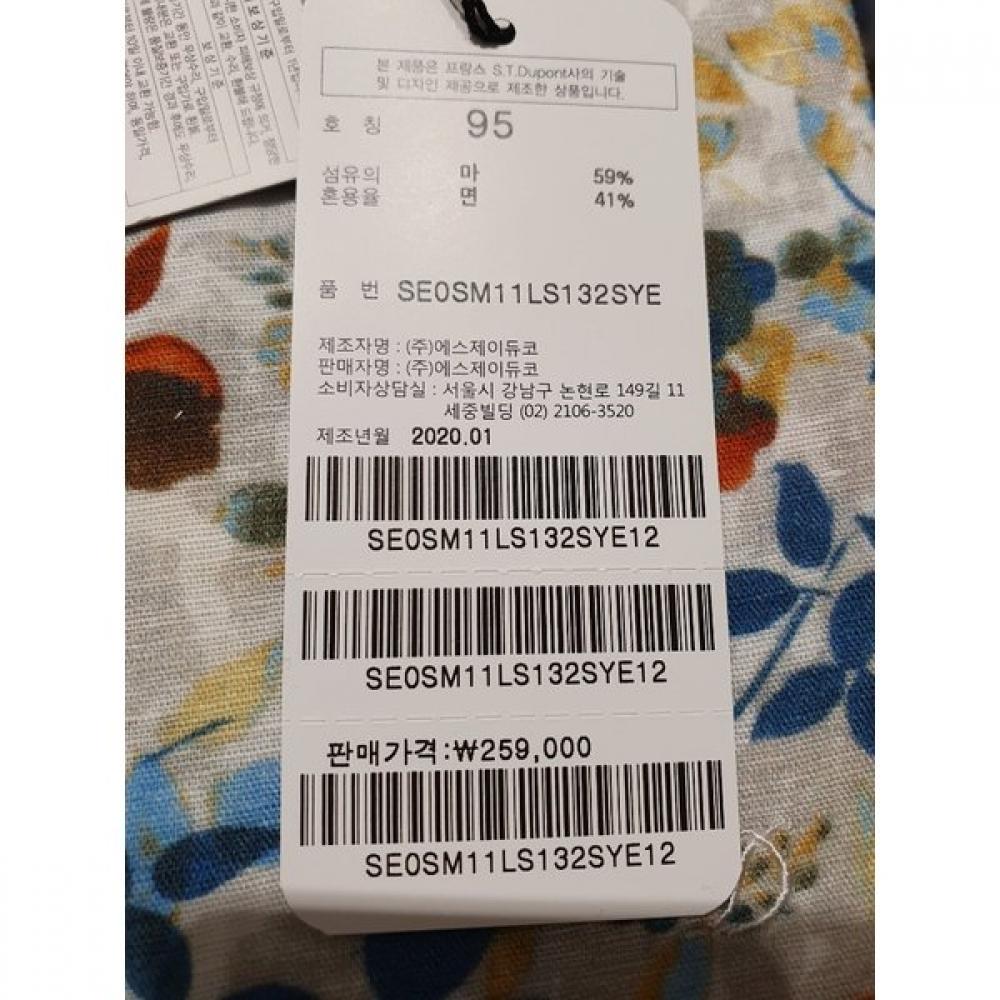 보 상 기 준
본 제품은 프랑스 S.T.Dupont사의 기술
및 디자인 제공으로 제조한 상품입니다.
호 칭 95
섬유의 마 59%
혼용율 면 41%
품 번 SE0SM11LS132SYE
제조자명 : (주)에스제이듀코
판매자명 : (주)에스제이듀코
소비자상담실 : 서울시 강남구 논현로 149길 11
세중빌딩 (02) 2106-3520
제조년월 2020.01
SE0SM11LS132SYE12
SE0SM11LS132SYE12
판매가격:₩259,000
SE0SM11LS132SYE12